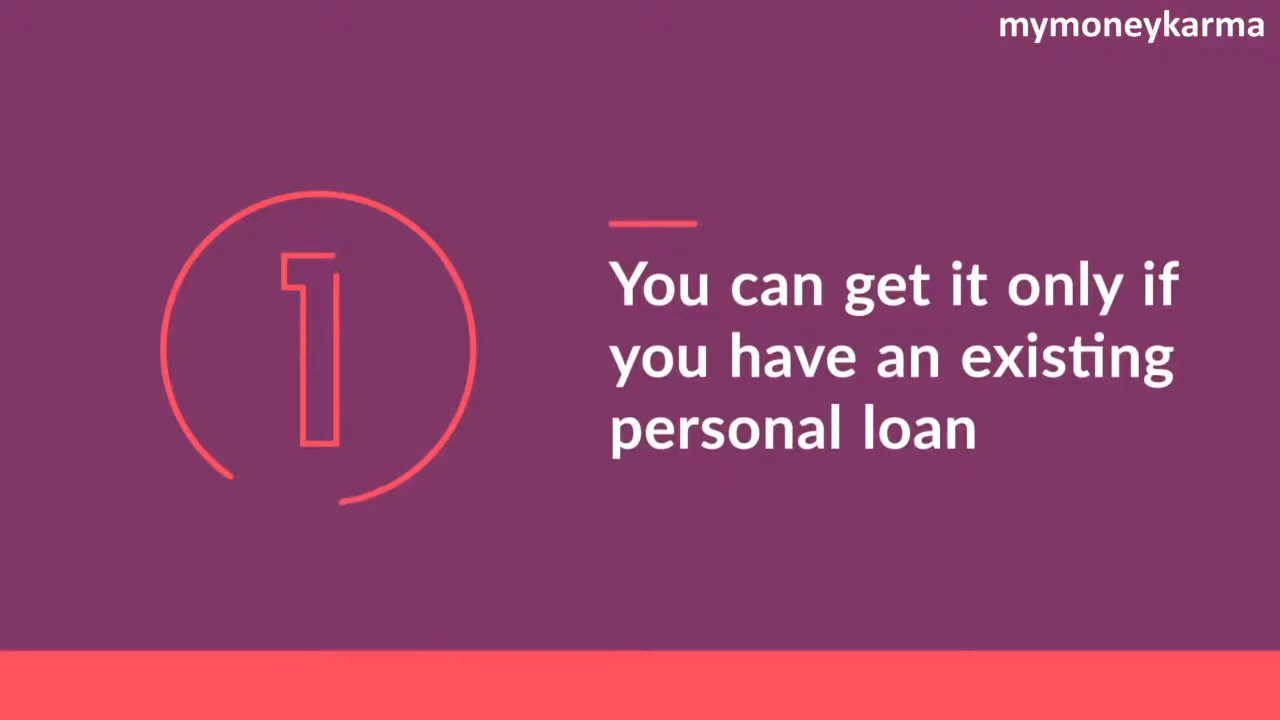 mymoneykarma
1
You can get it only if
you have an existing
personal loan